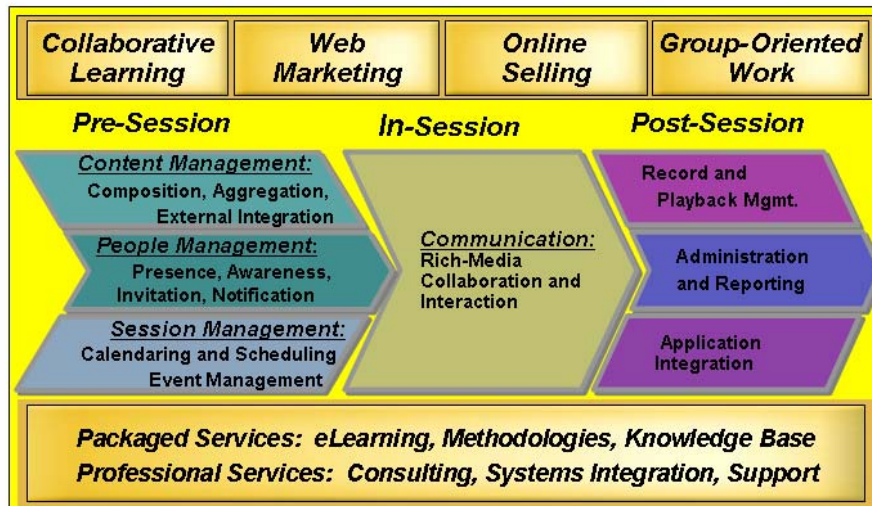 Collaborative
Learning
Web
Marketing
Online
Selling
Group-Oriented
Work
Pre-Session
In-Session
Post-Session
Content Management:
Composition, Aggregation,
External Integration
People Management:
Presence, Awareness,
Invitation, Notification
Session Management:
Calendaring and Scheduling
Event Management
Communication:
Rich-Media
Collaboration and
Interaction
Record and
Playback Mgmt.
Administration
and Reporting
Application
Integration
Packaged Services: eLearning, Methodologies, Knowledge Base
Professional Services: Consulting, Systems Integration, Support